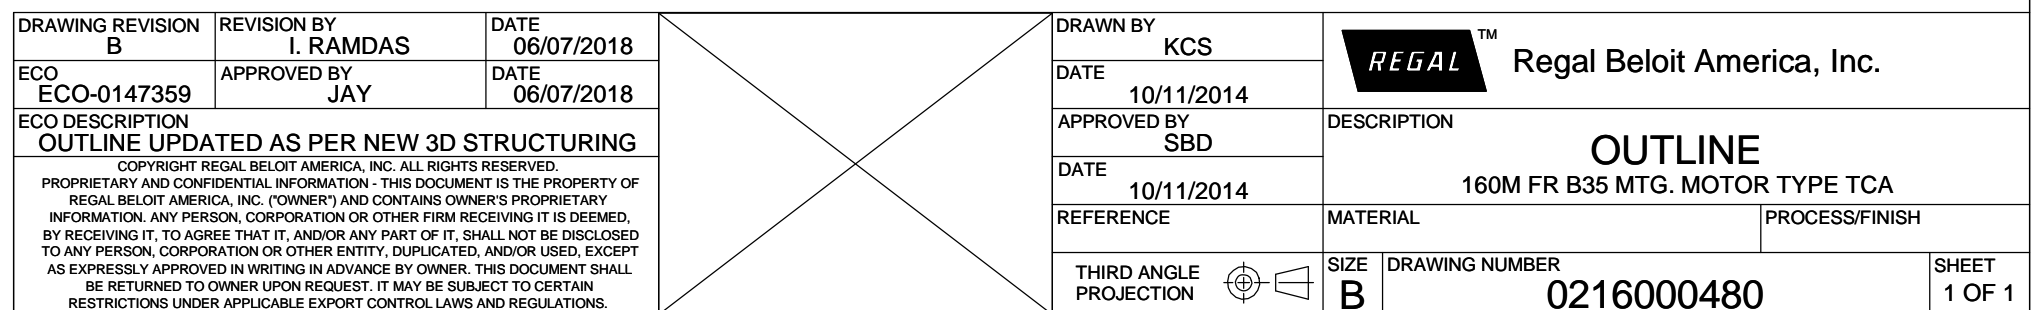 DRAWING REVISION
B
REVISION BY
I. RAMDAS
DATE
06/07/2018
ECO
ECO-0147359
APPROVED BY
JAY
DATE
06/07/2018
ECO DESCRIPTION
OUTLINE UPDATED AS PER NEW 3D STRUCTURING
COPYRIGHT REGAL BELOIT AMERICA, INC. ALL RIGHTS RESERVED.
PROPRIETARY AND CONFIDENTIAL INFORMATION - THIS DOCUMENT IS THE PROPERTY OF
REGAL BELOIT AMERICA, INC. ("OWNER") AND CONTAINS OWNER'S PROPRIETARY
INFORMATION. ANY PERSON, CORPORATION OR OTHER FIRM RECEIVING IT IS DEEMED,
BY RECEIVING IT, TO AGREE THAT IT, AND/OR ANY PART OF IT, SHALL NOT BE DISCLOSED
TO ANY PERSON, CORPORATION OR OTHER ENTITY, DUPLICATED, AND/OR USED, EXCEPT
AS EXPRESSLY APPROVED IN WRITING IN ADVANCE BY OWNER. THIS DOCUMENT SHALL
BE RETURNED TO OWNER UPON REQUEST. IT MAY BE SUBJECT TO CERTAIN
RESTRICTIONS UNDER APPLICABLE EXPORT CONTROL LAWS AND REGULATIONS.
DRAWN BY
KCS
DATE
10/11/2014
APPROVED BY
SBD
DATE
10/11/2014
REFERENCE
THIRD ANGLE
PROJECTION
REGAL ™
Regal Beloit America, Inc.
DESCRIPTION
OUTLINE
160M FR B35 MTG. MOTOR TYPE TCA
MATERIAL
PROCESS/FINISH
SIZE
B
DRAWING NUMBER
0216000480
SHEET
1 OF 1